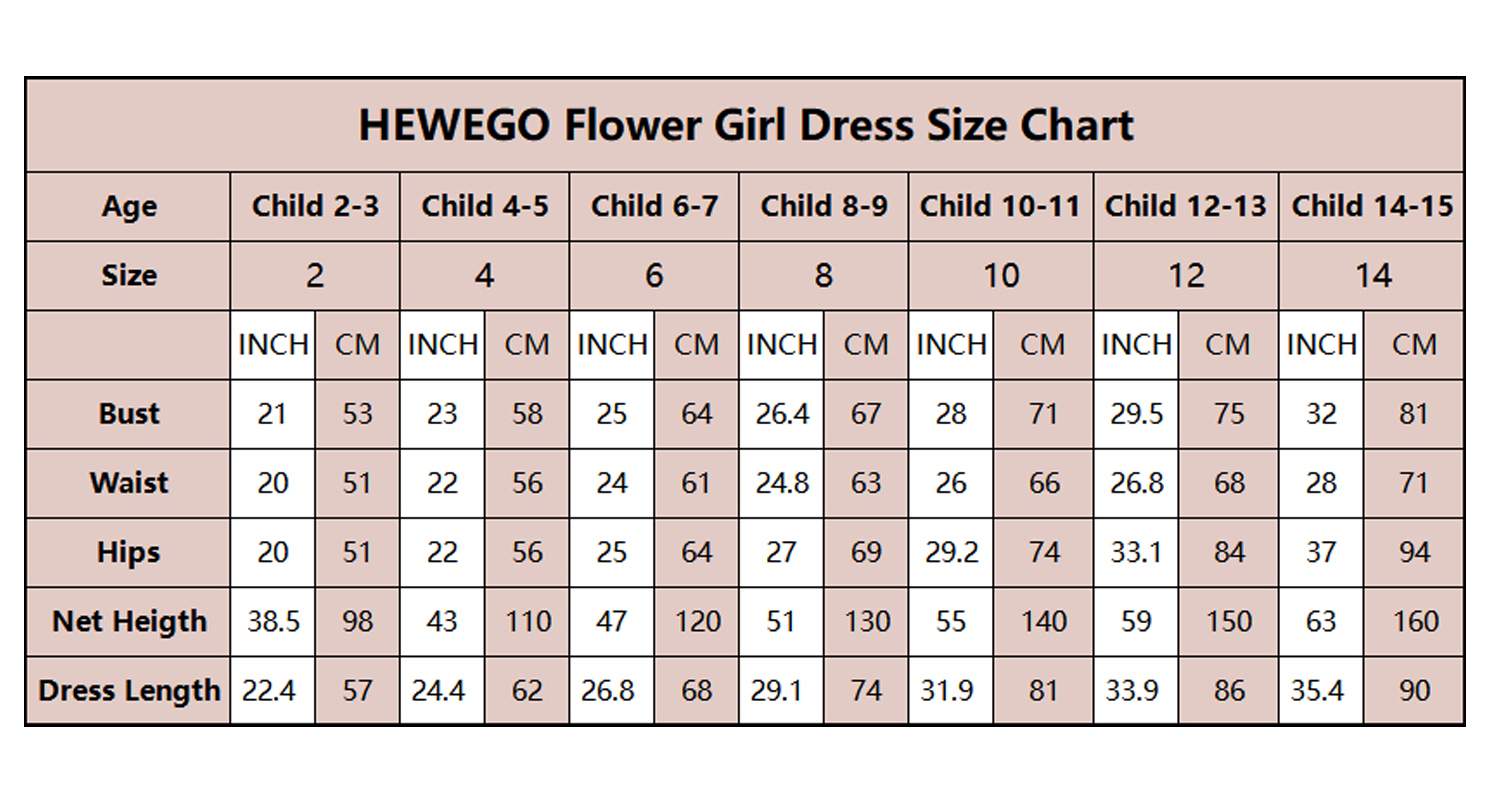 HEWEGO Flower Girl Dress Size Chart
Age Child 2-3 Child 4-5 Child 6-7 Child 8-9 Child 10-11 Child 12-13 Child 14-15
Size 2 4 6 8 10 12 14
INCH CM INCH CM INCH CM INCH CM INCH CM INCH CM INCH CM
Bust 21 53 23 58 25 64 26.4 67 28 71 29.5 75 32 81
Waist 20 51 22 56 24 61 24.8 63 26 66 26.8 68 28 71
Hips 20 51 22 56 25 64 27 69 29.2 74 33.1 84 37 94
Net Heigth 38.5 98 43 110 47 120 51 130 55 140 59 150 63 160
Dress Length 22.4 57 24.4 62 26.8 68 29.1 74 31.9 81 33.9 86 35.4 90